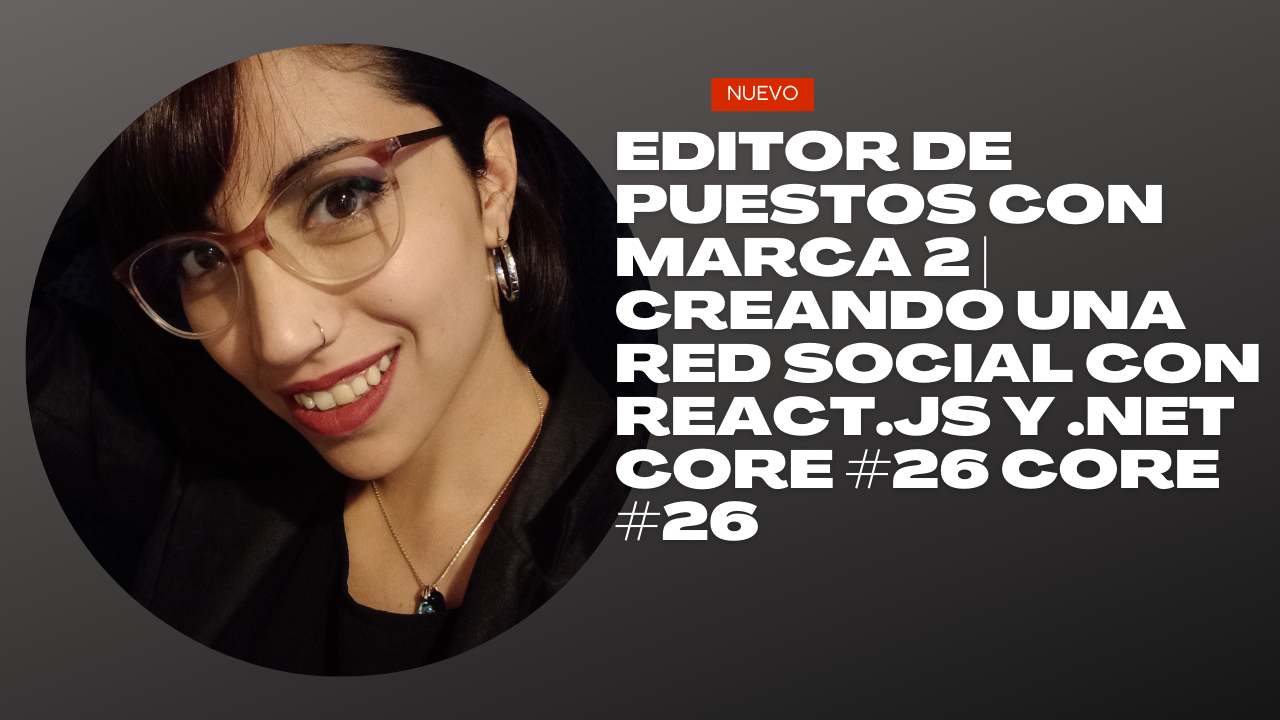 NUEVO
EDITOR DE
PUESTOS CON
MARCA 2 |
CREANDO UNA
RED SOCIAL CON
REACT.JS Y .NET
CORE #26 CORE
#26